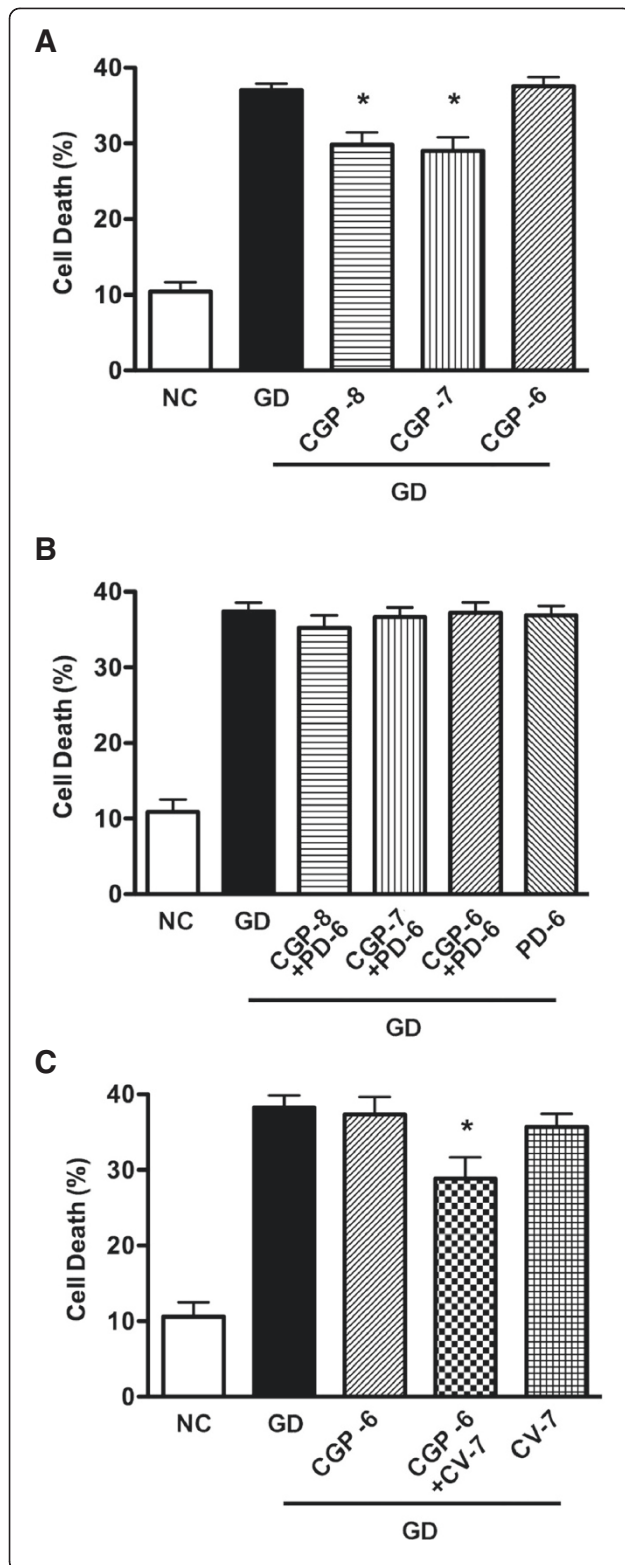 A
Cell Death (%)
40
30
20
10
0
* *
NC GD CGP -8 CGP -7 CGP -6
GD
B
Cell Death (%)
40
30
20
10
0
NC GD CGP-8 +PD-6 CGP-7 +PD-6 CGP-6 +PD-6 PD-6
GD
C
Cell Death (%)
40
30
20
10
0
*
NC GD CGP -6 CGP -6 +CV-7 CV-7
GD